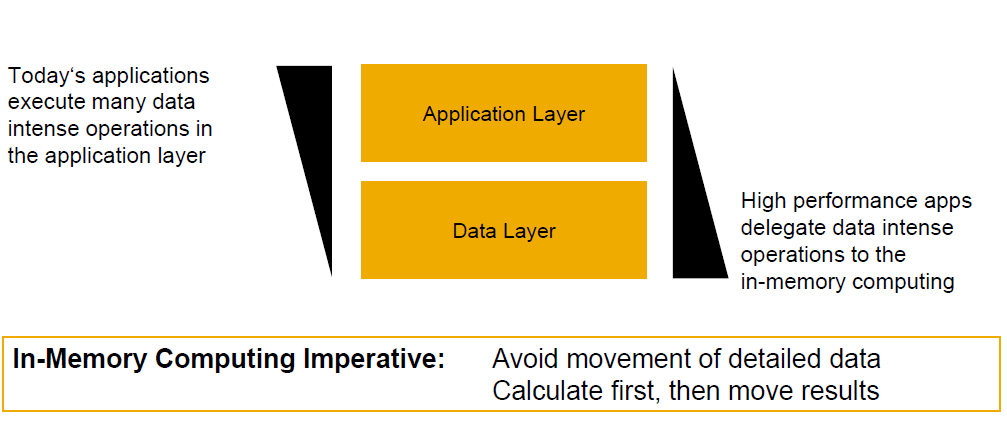 Today‘s applications
execute many data
intense operations in
the application layer
Application Layer
Data Layer
High performance apps
delegate data intense
operations to the
in-memory computing
In-Memory Computing Imperative: Avoid movement of detailed data
Calculate first, then move results